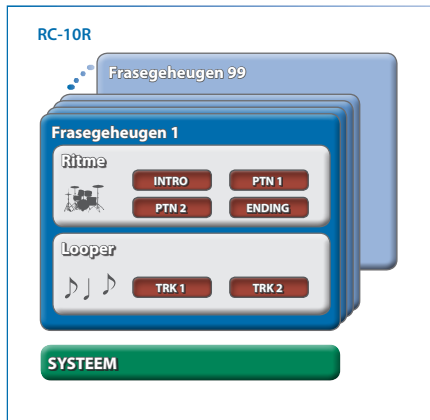 RC-10R
Frasegeheugen 99
Frasegeheugen 1
Ritme
INTRO PTN 1
PTN 2 ENDING
Looper
TRK 1 TRK 2
SYSTEEM